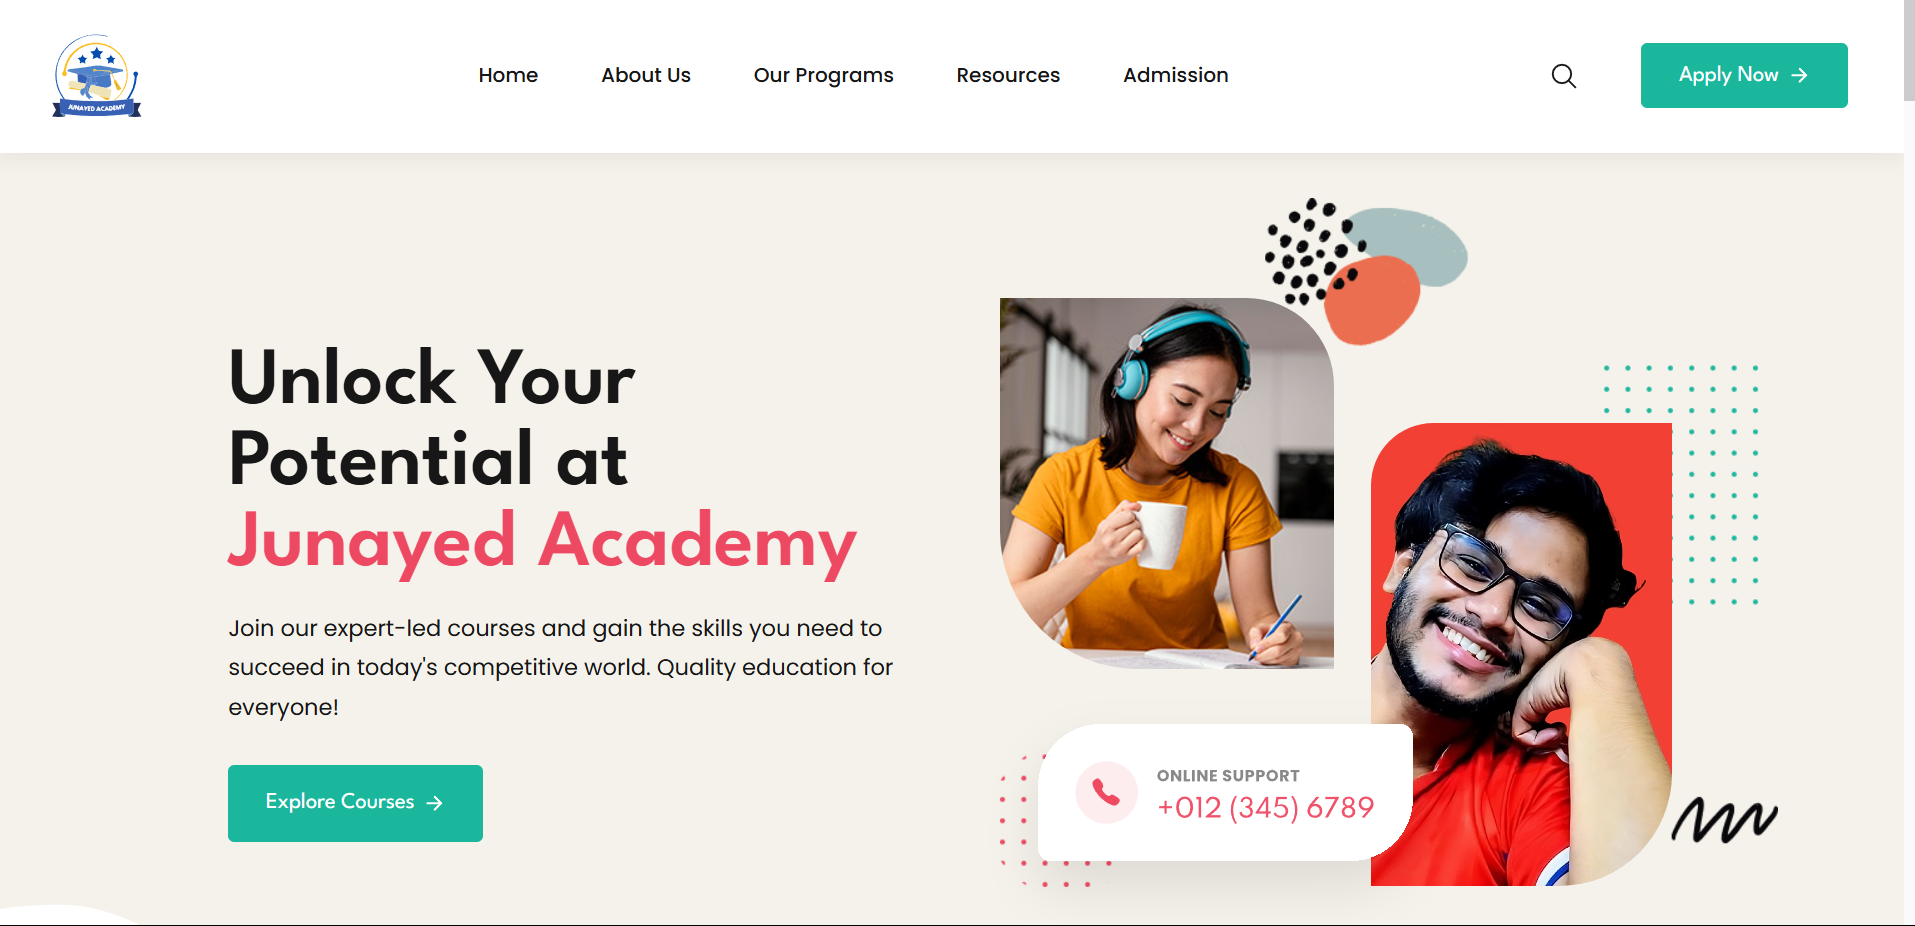 JUNAYED ACADEMY
Home
About Us
Our Programs
Resources
Admission
Apply Now
Unlock Your
Potential at
Junayed Academy
Join our expert-led courses and gain the skills you need to
succeed in today's competitive world. Quality education for
everyone!
Explore Courses
ONLINE SUPPORT
+012 (345) 6789